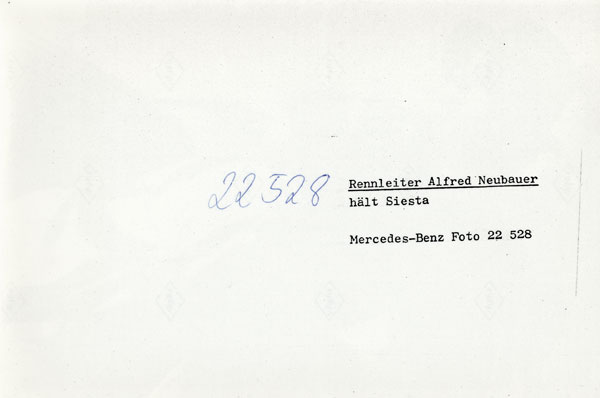 22528
Rennleiter Alfred Neubauer
hält Siesta
Mercedes-Benz Foto 22 528